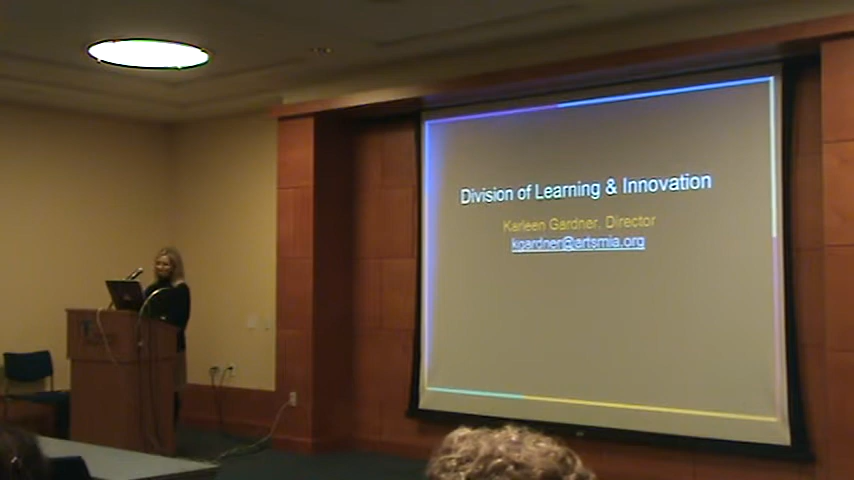 Division of Learning & Innovation
Karleen Gardner, Director
kgardner@artsmia.org